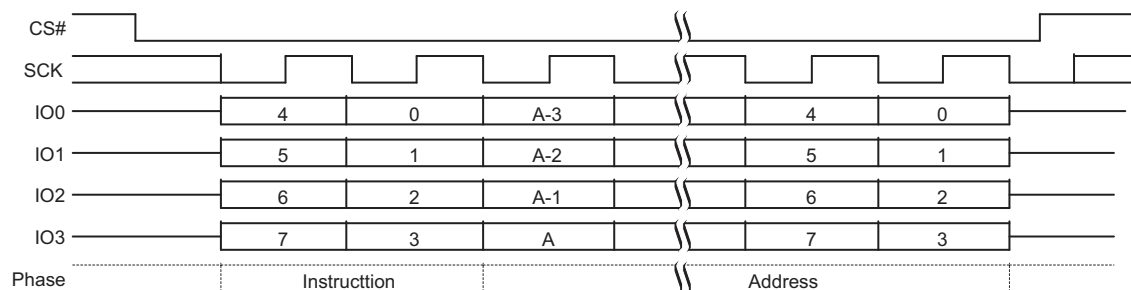 CS#
SCK
IO0 4 0 A-3 4 0
IO1 5 1 A-2 5 1
IO2 6 2 A-1 6 2
IO3 7 3 A 7 3
Phase Instructtion Address